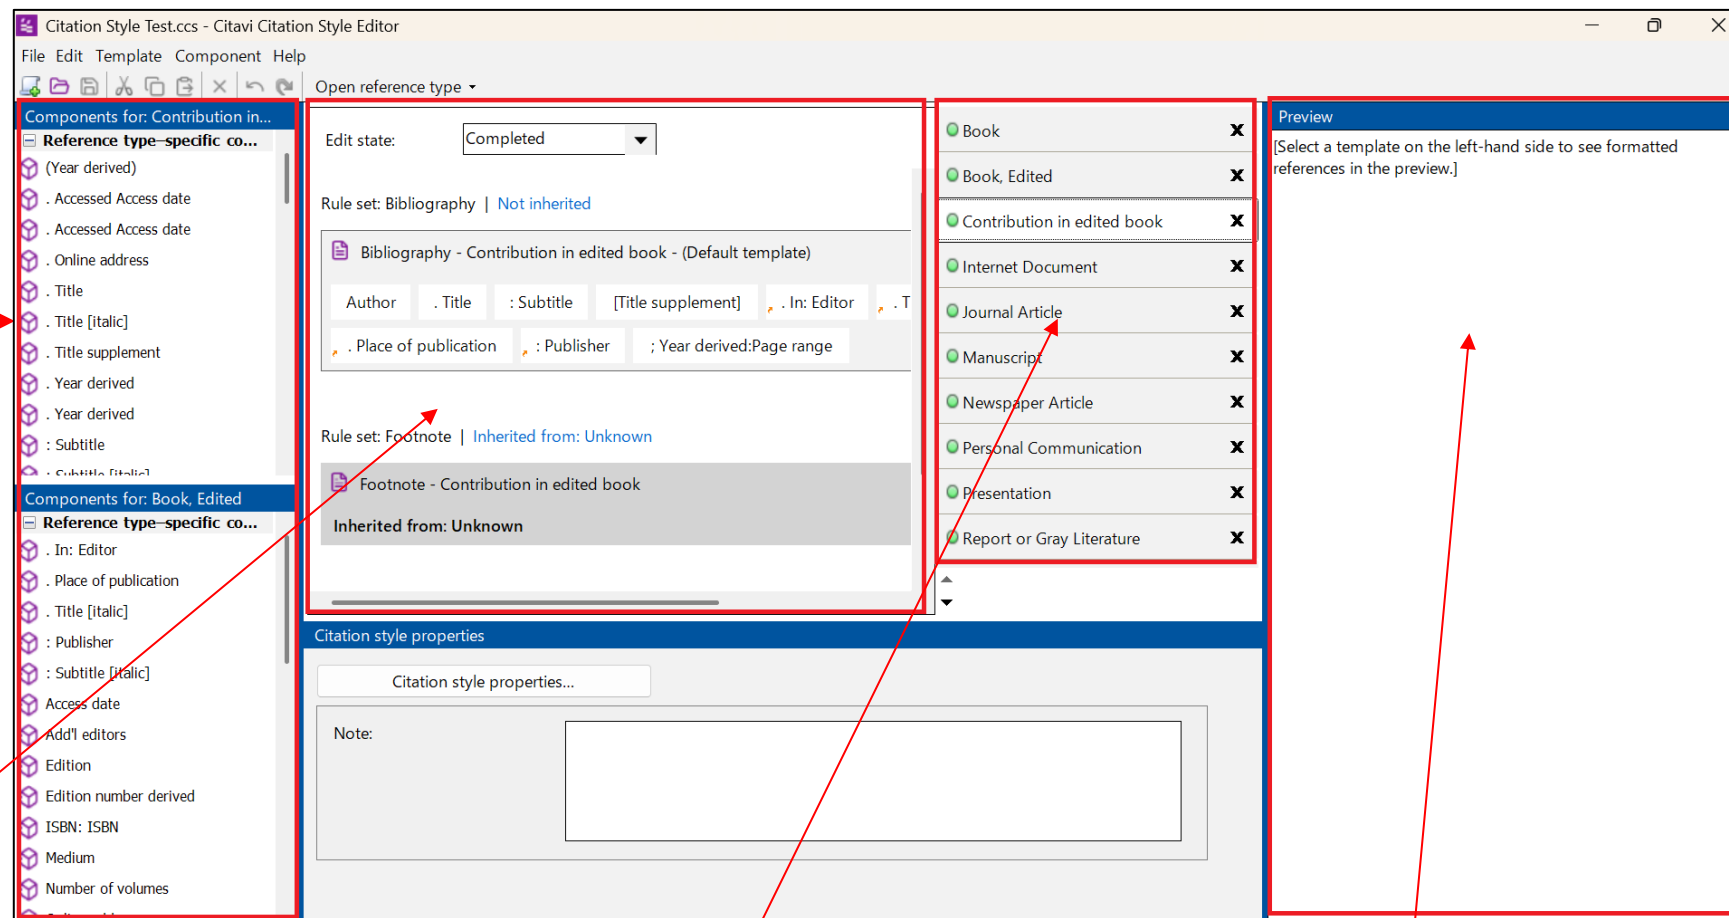 Citation Style Test.ccs - Citavi Citation Style Editor
File Edit Template Component Help
Open reference type
Components for: Contribution in...
Reference type–specific co...
(Year derived)
. Accessed Access date
. Accessed Access date
. Online address
. Title
. Title [italic]
. Title supplement
. Year derived
. Year derived
: Subtitle
: Subtitle [italic]
Components for: Book, Edited
Reference type–specific co...
. In: Editor
. Place of publication
. Title [italic]
: Publisher
: Subtitle [italic]
Access date
Add'l editors
Edition
Edition number derived
ISBN: ISBN
Medium
Number of volumes
Edit state: Completed
Rule set: Bibliography | Not inherited
Bibliography - Contribution in edited book - (Default template)
Author . Title : Subtitle [Title supplement] . In: Editor . T
. Place of publication : Publisher ; Year derived:Page range
Rule set: Footnote | Inherited from: Unknown
Footnote - Contribution in edited book
Inherited from: Unknown
Book X
Book, Edited X
Contribution in edited book X
Internet Document X
Journal Article X
Manuscript X
Newspaper Article X
Personal Communication X
Presentation X
Report or Gray Literature X
Citation style properties
Citation style properties...
Note:
Preview
[Select a template on the left-hand side to see formatted
references in the preview.]